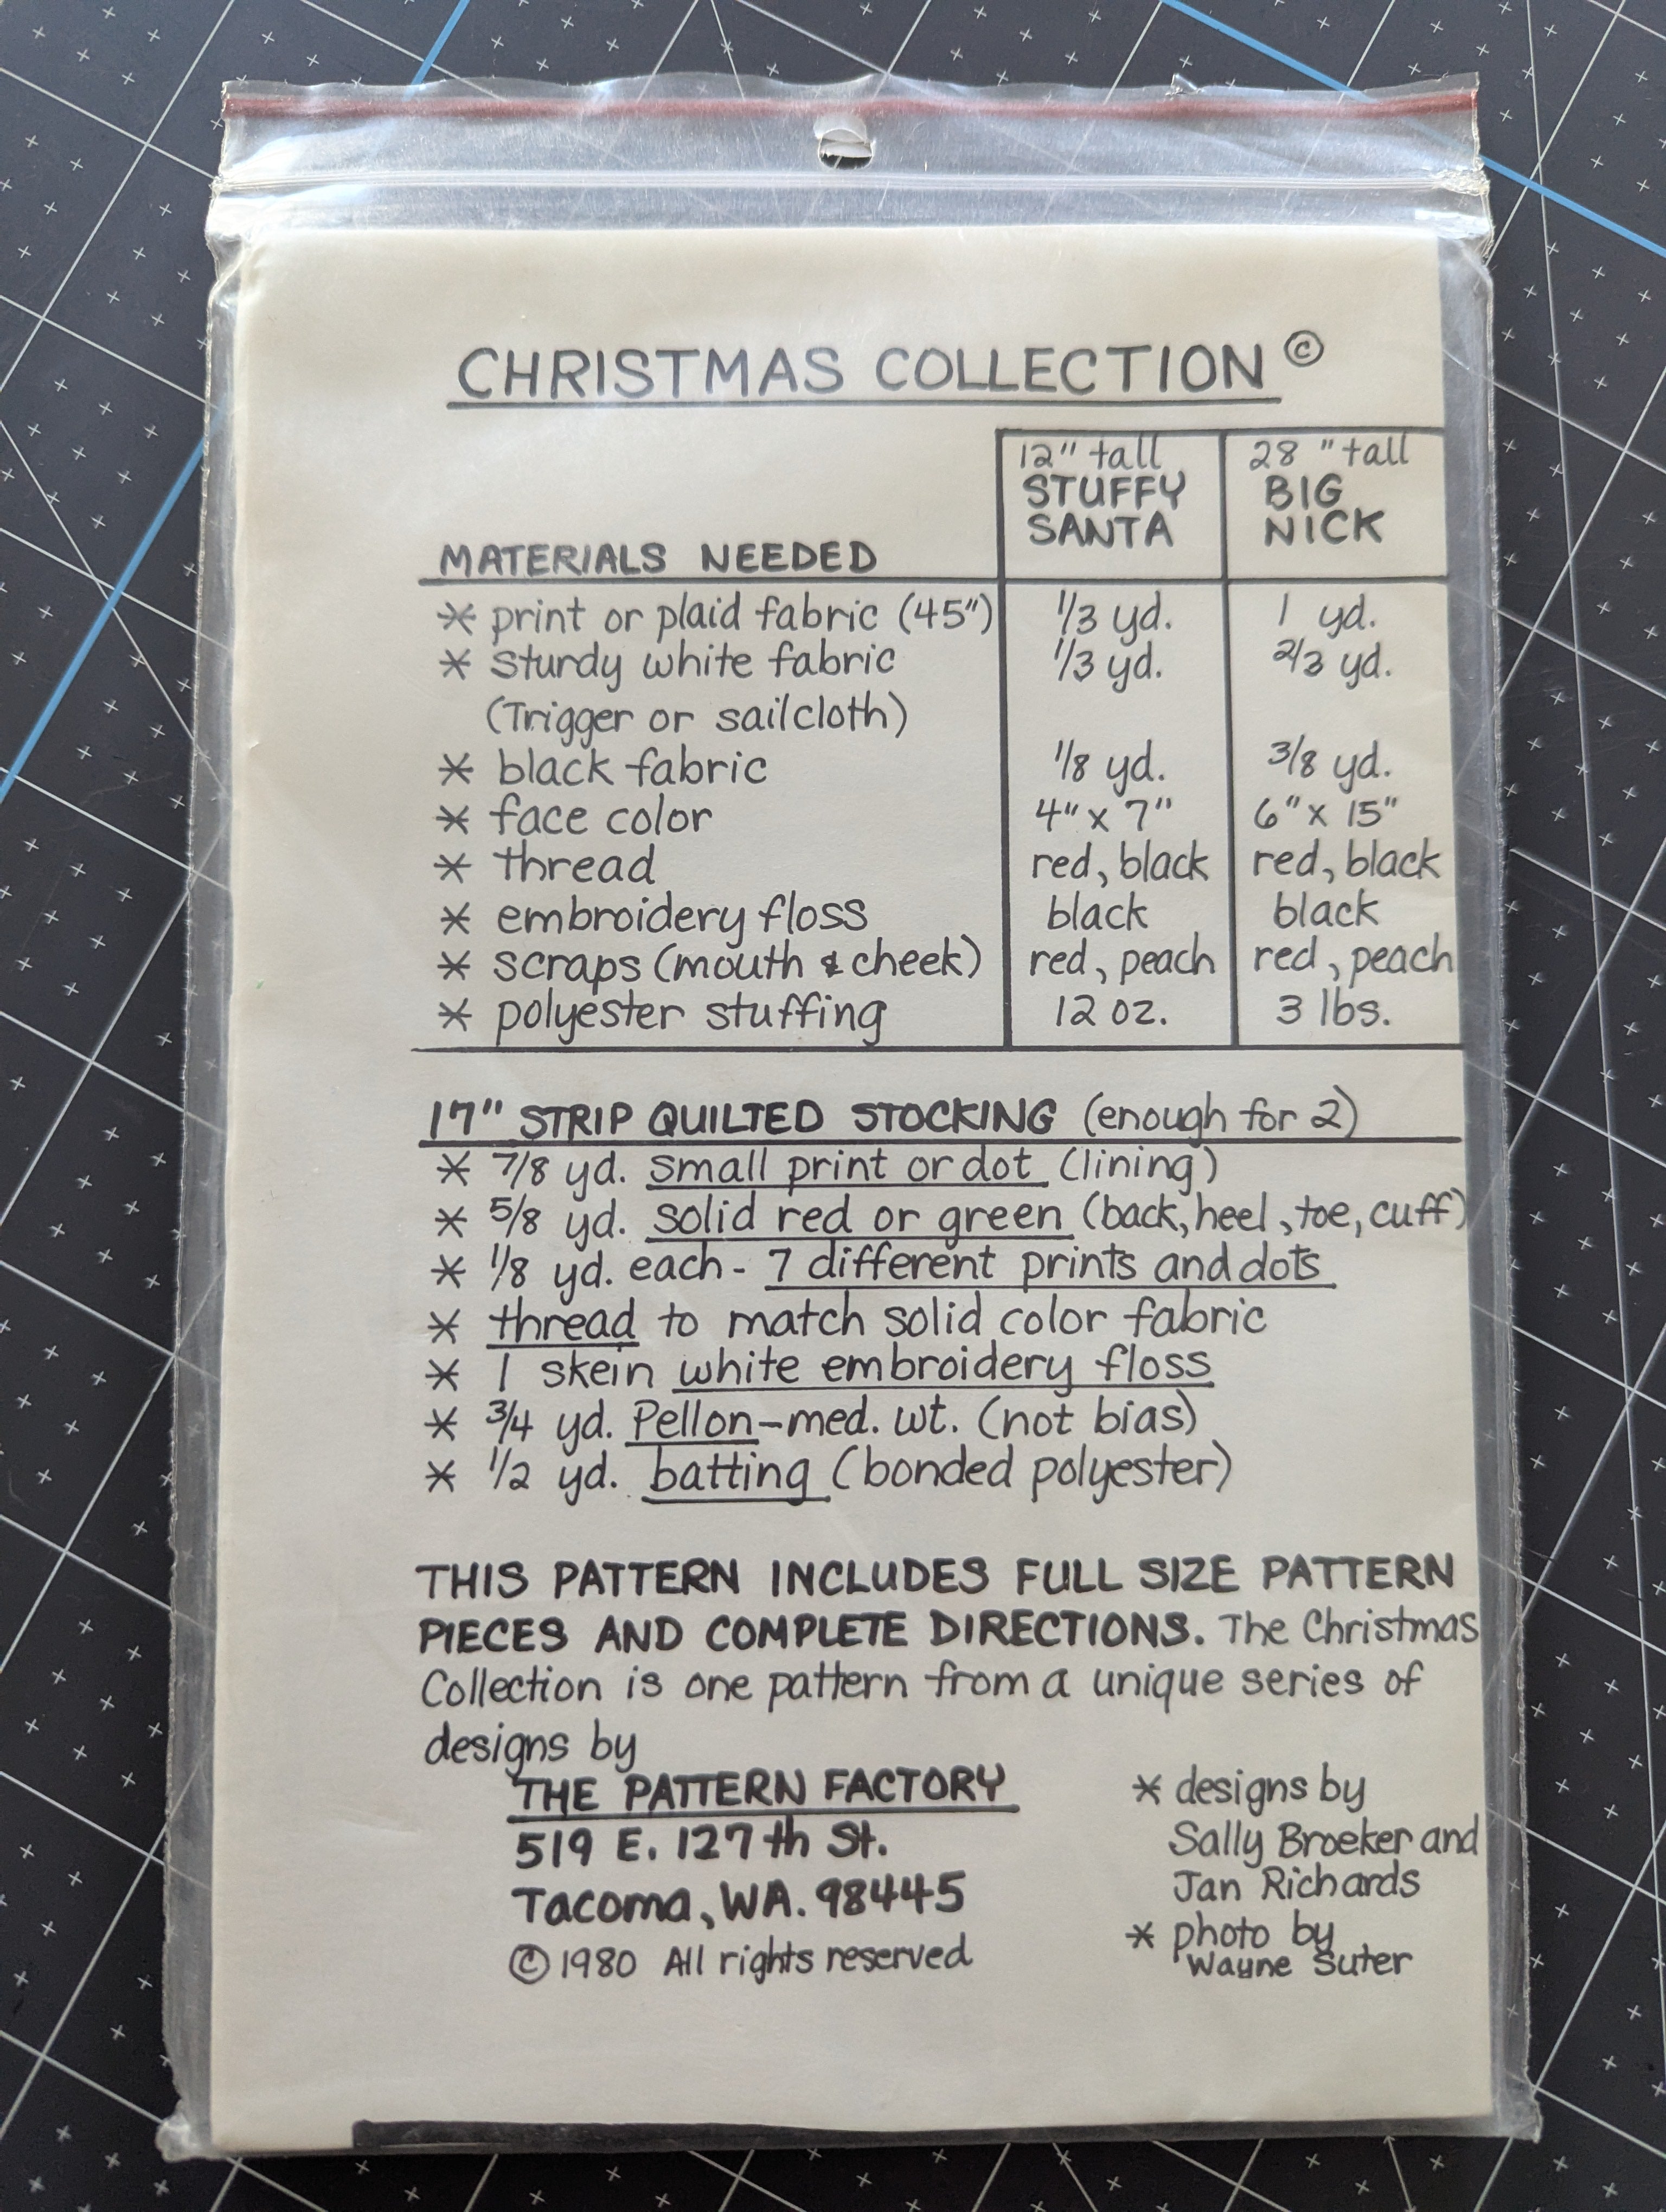 CHRISTMAS COLLECTION ©
12" tall 28 "tall
STUFFY BIG
SANTA NICK
MATERIALS NEEDED
* print or plaid fabric (45") 1/3 yd. 1 yd.
* sturdy white fabric 1/3 yd. 2/3 yd.
(Trigger or sailcloth)
* black fabric 1/8 yd. 3/8 yd.
* face color 4" x 7" 6" x 15"
* thread red, black red, black
* embroidery floss black black
* scraps (mouth & cheek) red, peach red, peach
* polyester stuffing 12 oz. 3 lbs.
17" STRIP QUILTED STOCKING (enough for 2)
* 7/8 yd. small print or dot (lining)
* 5/8 yd. solid red or green (back, heel, toe, cuff)
* 1/8 yd. each - 7 different prints and dots
* thread to match solid color fabric
* 1 skein white embroidery floss
* 3/4 yd. Pellon-med. wt. (not bias)
* 1/2 yd. batting (bonded polyester)
THIS PATTERN INCLUDES FULL SIZE PATTERN
PIECES AND COMPLETE DIRECTIONS. The Christmas
Collection is one pattern from a unique series of
designs by
THE PATTERN FACTORY
519 E. 127th St.
Tacoma, WA. 98445
© 1980 All rights reserved
* designs by
Sally Broeker and
Jan Richards
* photo by
Wayne Suter